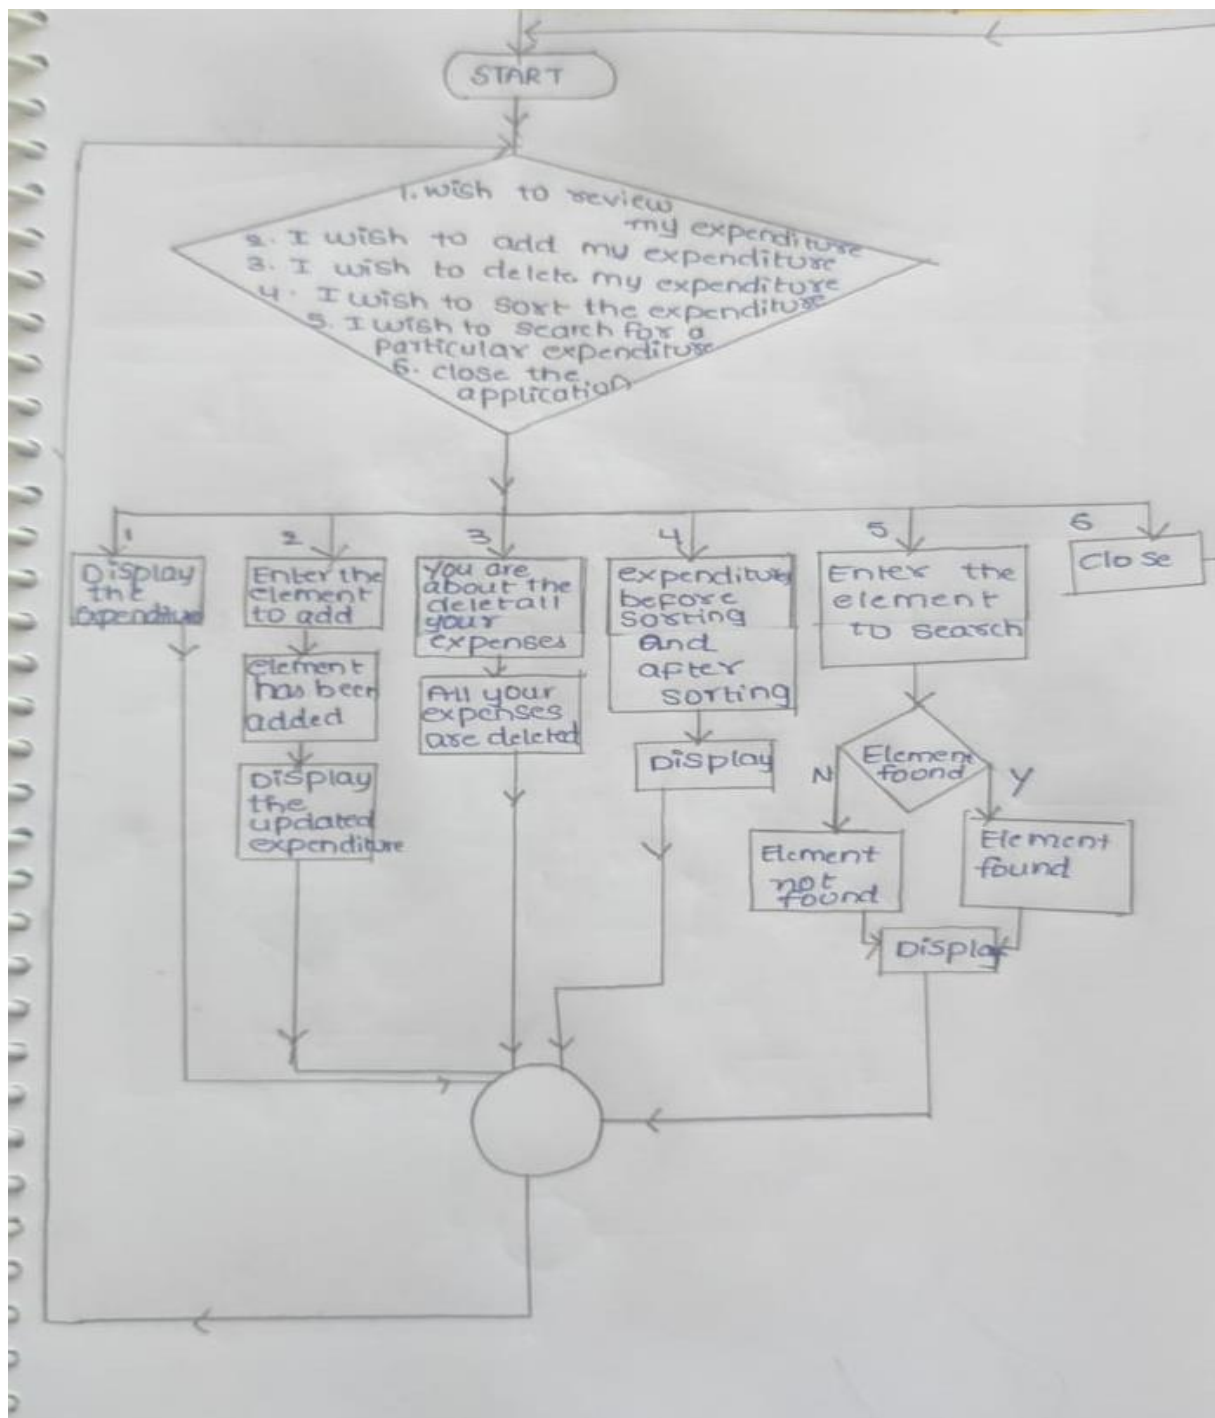 START
1. wish to review
my expenditure
2. I wish to add my expenditure
3. I wish to delete my expenditure
4. I wish to sort the expenditure
5. I wish to search for a
particular expenditure
6. close the
application
1
Display
the
expenditure
2
Enter the
element
to add
element
has been
added
Display
the
updated
expenditure
3
you are
about the
deletall
your
expenses
All your
expenses
are deleted
4
expenditure
before
sorting
and
after
sorting
Display
5
Enter the
element
to search
Element
foond
N
Y
Element
not
found
Element
found
Display
6
Close